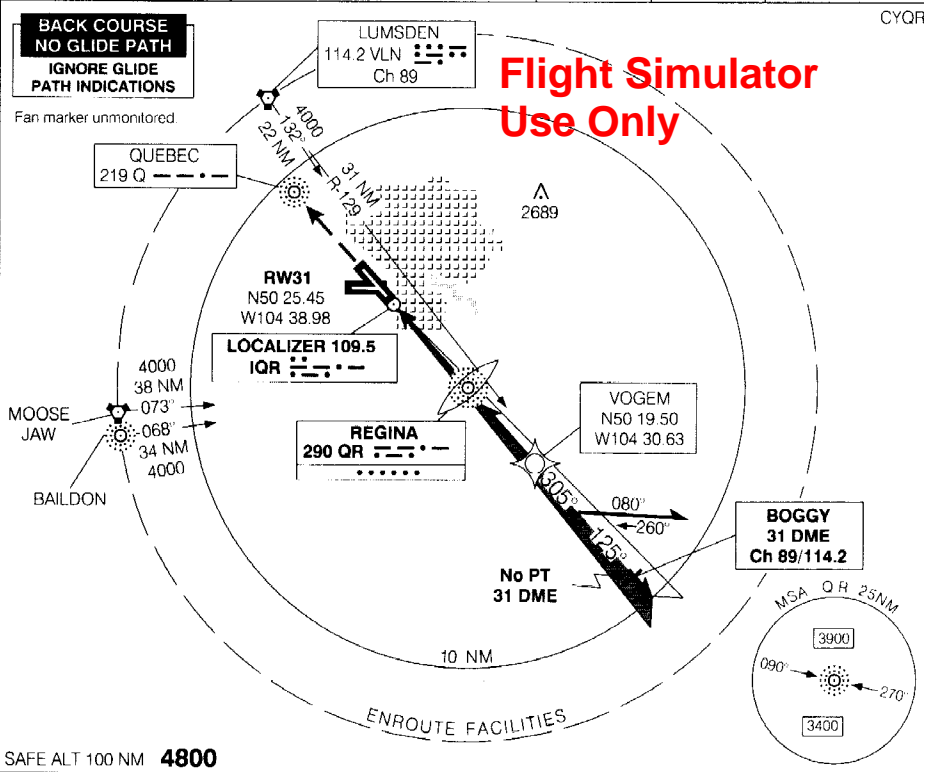 BACK COURSE
NO GLIDE PATH
IGNORE GLIDE
PATH INDICATIONS
Fan marker unmonitored.
LUMSDEN
114.2 VLN
Ch 89
CYQR
Flight Simulator
Use Only
QUEBEC
219 Q
4000
132°
22 NM
31 NM
R-129
2689
RW31
N50 25.45
W104 38.98
LOCALIZER 109.5
IQR
4000
38 NM
073°
MOOSE
JAW
068°
34 NM
4000
BAILDON
REGINA
290 QR
VOGEM
N50 19.50
W104 30.63
305°
125°
080°
260°
BOGGY
31 DME
Ch 89/114.2
No PT
31 DME
10 NM
ENROUTE FACILITIES
MSA QR 25NM
3900
090°
270°
3400
SAFE ALT 100 NM 4800